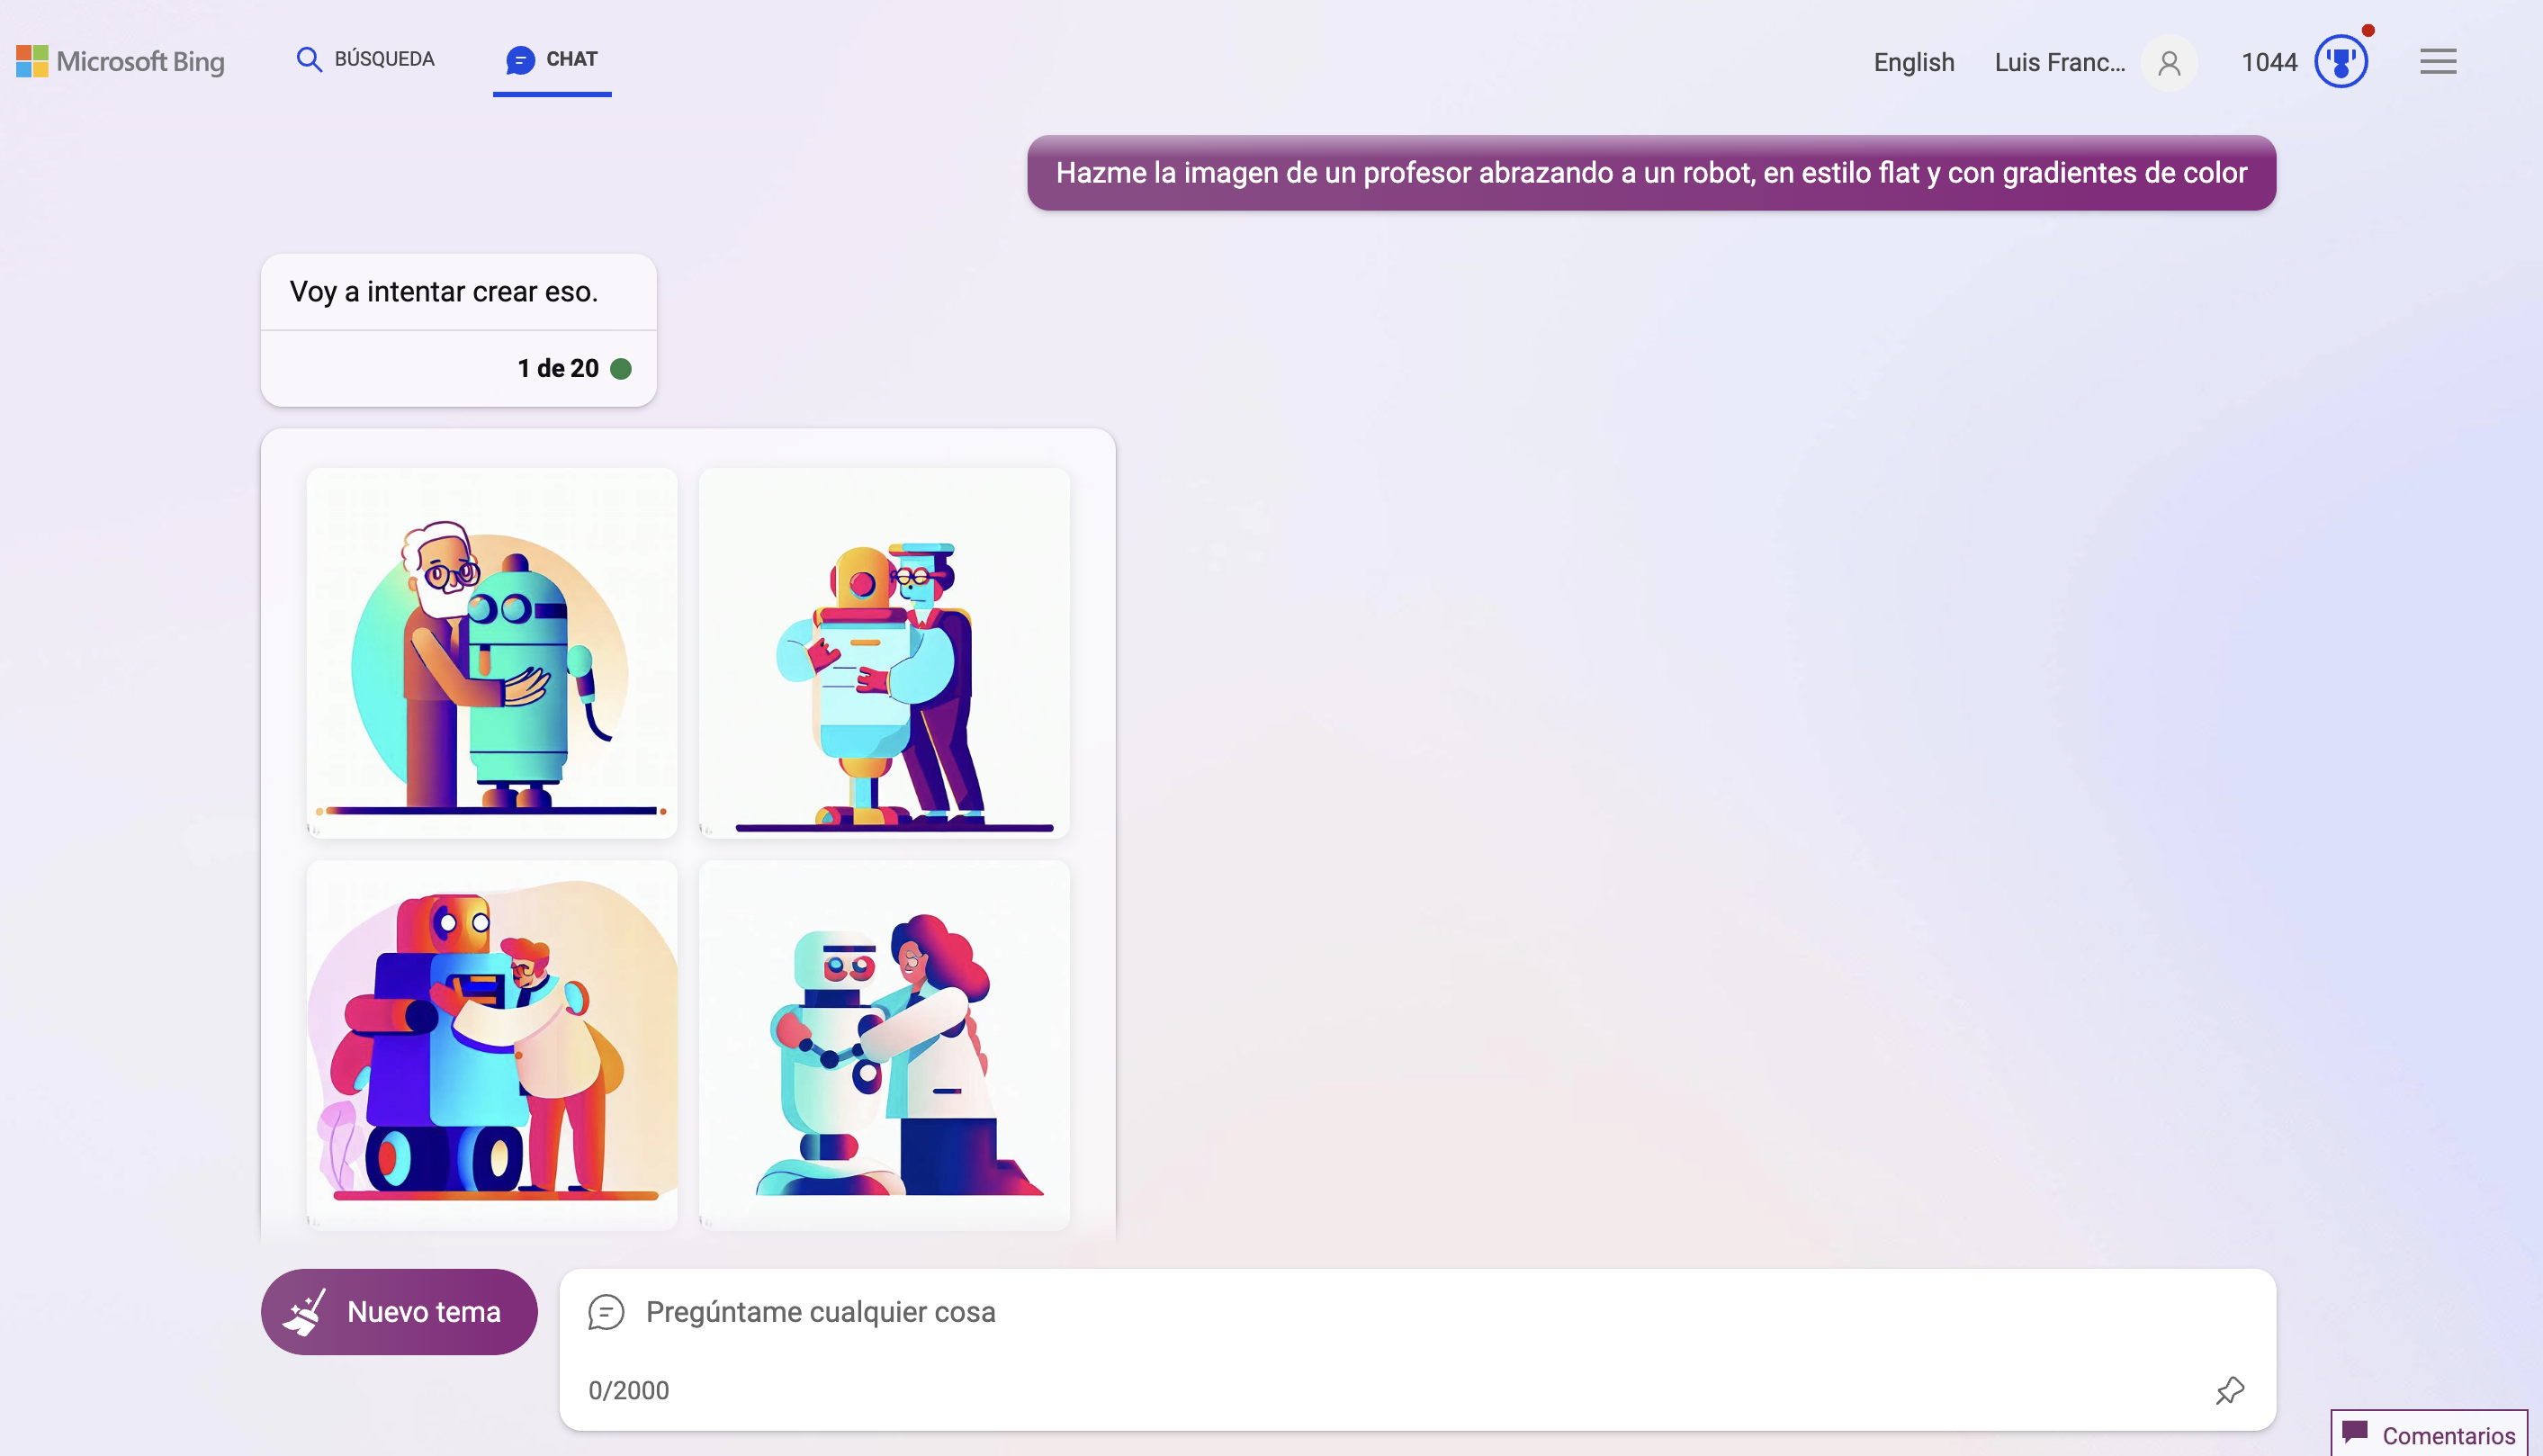 Microsoft Bing
BÚSQUEDA
CHAT
English
Luis Franc...
1044
Hazme la imagen de un profesor abrazando a un robot, en estilo flat y con gradientes de color
Voy a intentar crear eso.
1 de 20
Nuevo tema
Pregúntame cualquier cosa
0/2000
Comentarios